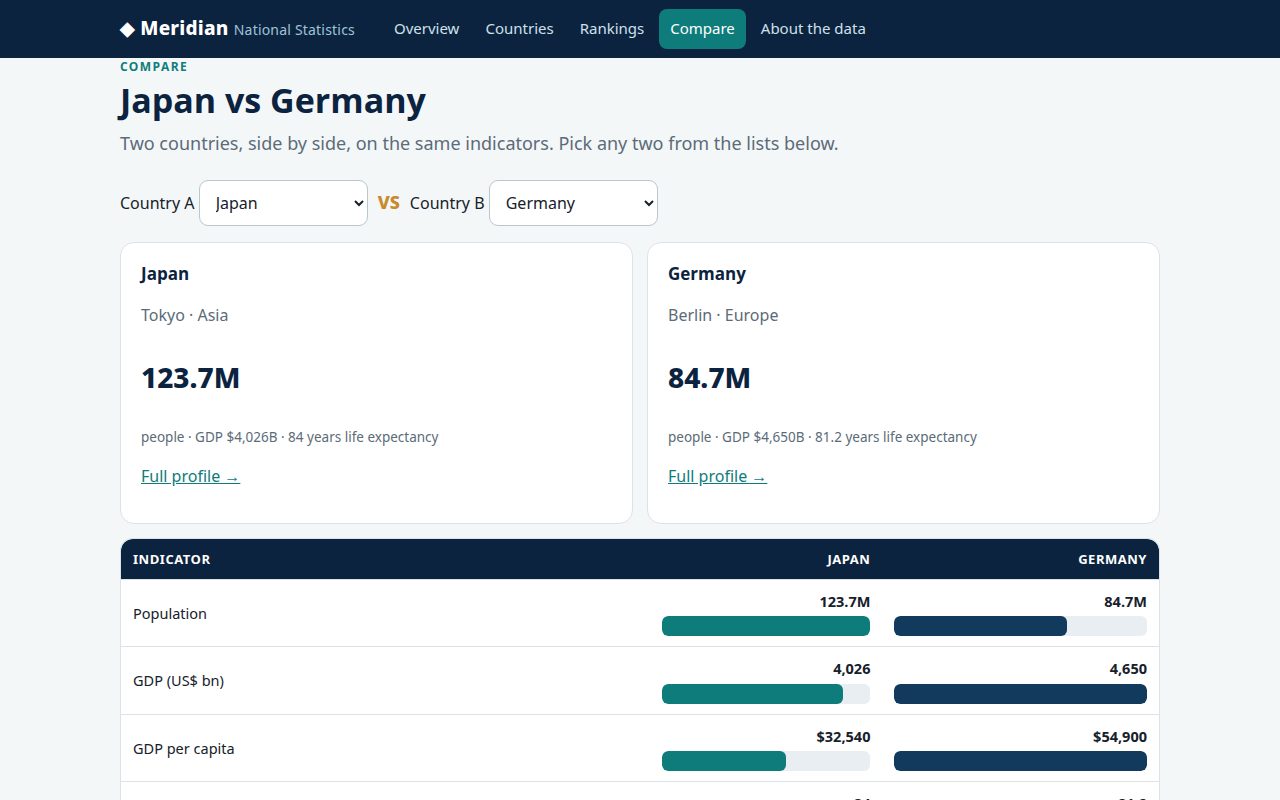 ◆ Meridian National Statistics Overview Countries Rankings Compare About the data
COMPARE
Japan vs Germany
Two countries, side by side, on the same indicators. Pick any two from the lists below.
Country A Japan VS Country B Germany
Japan
Tokyo · Asia
123.7M
people · GDP $4,026B · 84 years life expectancy
Full profile →
Germany
Berlin · Europe
84.7M
people · GDP $4,650B · 81.2 years life expectancy
Full profile →
INDICATOR JAPAN GERMANY
Population 123.7M 84.7M
GDP (US$ bn) 4,026 4,650
GDP per capita $32,540 $54,900